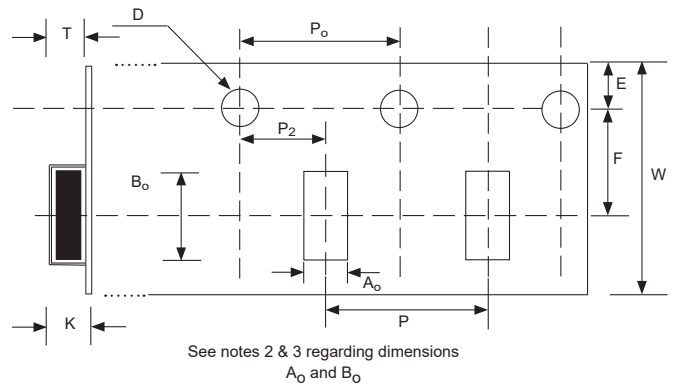 T
D
Po
E
P2
F
W
Bo
Ao
K
P
See notes 2 & 3 regarding dimensions
Ao and Bo